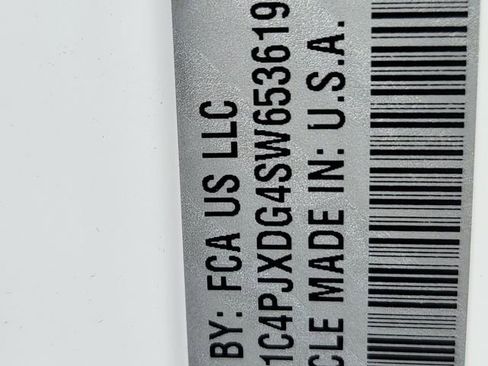 BY: FCA US LLC
1C4PJXDG4SW653619
CLE MADE IN: U.S.A.